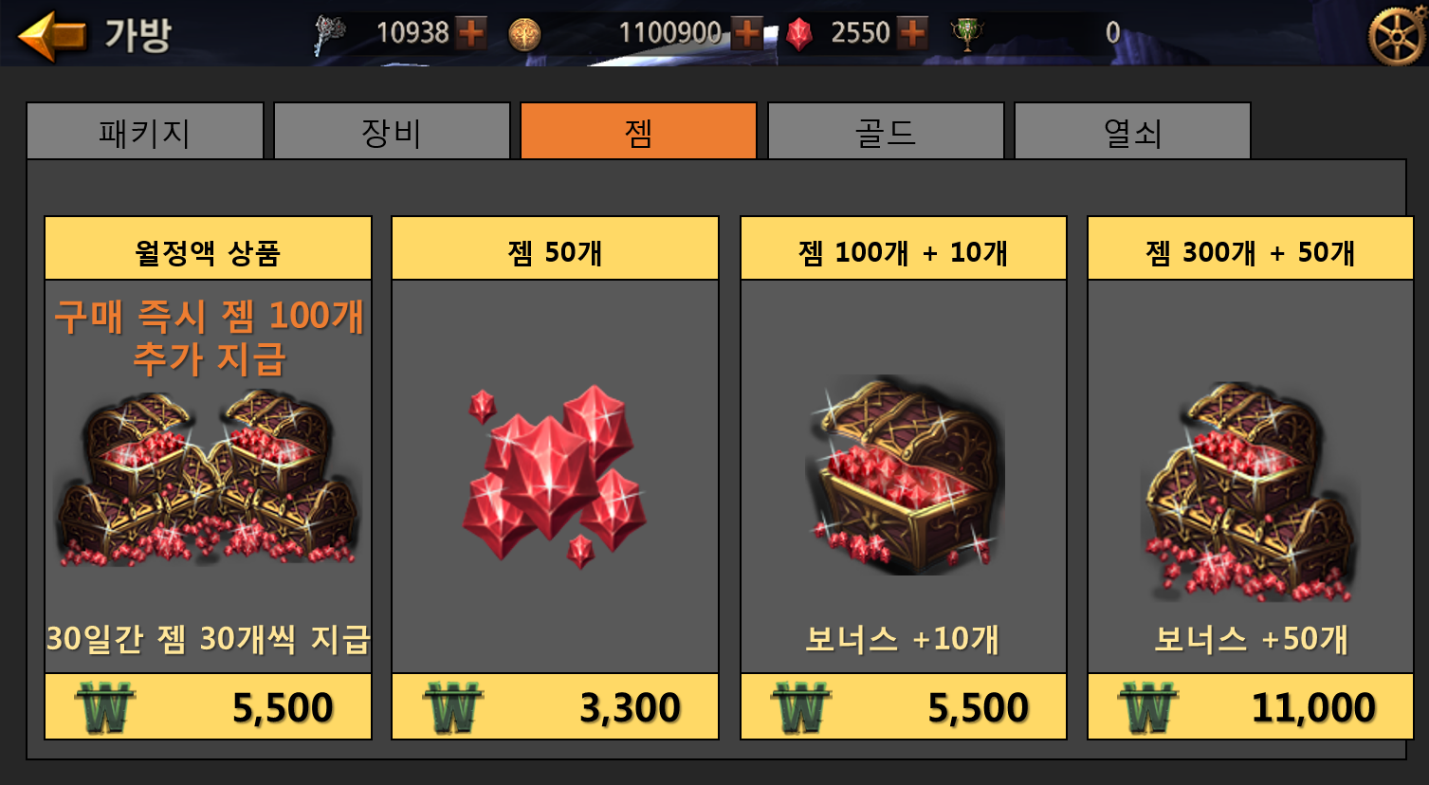 가방
10938
1100900
2550
0
패키지
장비
젬
골드
열쇠
월정액 상품
구매 즉시 젬 100개
추가 지급
30일간 젬 30개씩 지급
₩ 5,500
젬 50개
₩ 3,300
젬 100개 + 10개
보너스 +10개
₩ 5,500
젬 300개 + 50개
보너스 +50개
₩ 11,000